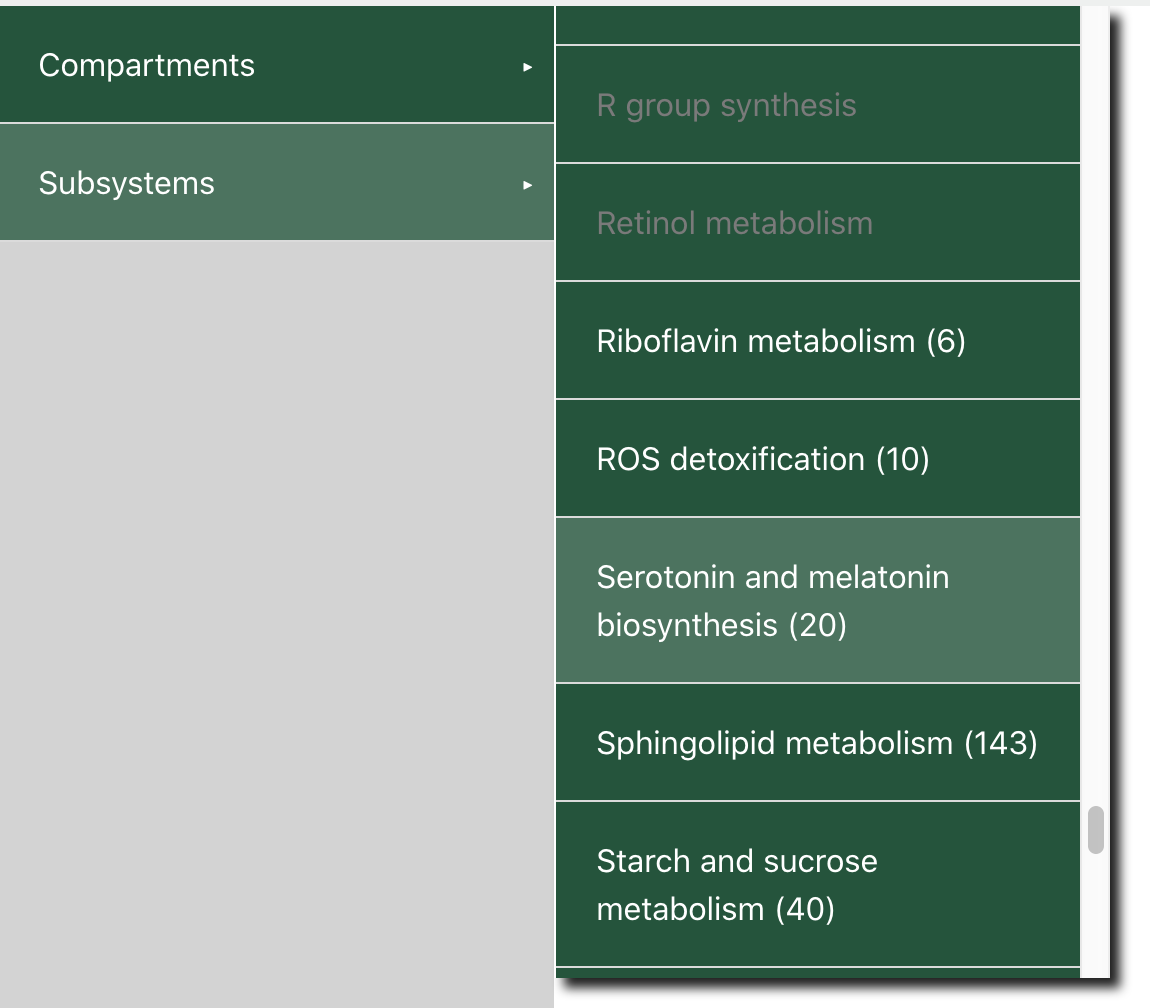 Compartments
Subsystems
R group synthesis
Retinol metabolism
Riboflavin metabolism (6)
ROS detoxification (10)
Serotonin and melatonin
biosynthesis (20)
Sphingolipid metabolism (143)
Starch and sucrose
metabolism (40)